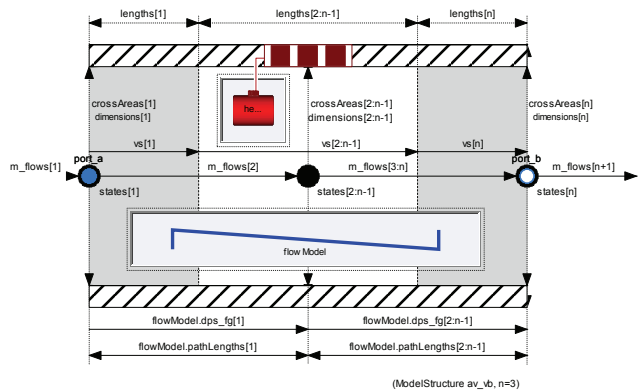 lengths[1] lengths[2:n-1] lengths[n]
crossAreas[1] crossAreas[2:n-1] crossAreas[n]
dimensions[1] dimensions[2:n-1] dimensions[n]
he...
vs[1] vs[2:n-1] vs[n]
port_a port_b
m_flows[1] m_flows[2] m_flows[3:n] m_flows[n+1]
states[1] states[2:n-1] states[n]
flowModel
flowModel.dps_fg[1] flowModel.dps_fg[2:n-1]
flowModel.pathLengths[1] flowModel.pathLengths[2:n-1]
(ModelStructure av_vb, n=3)